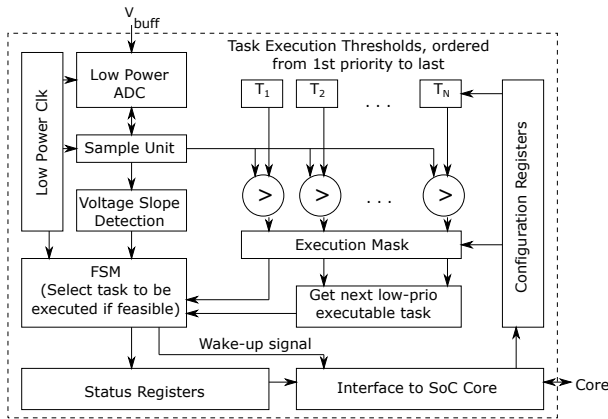 V
buff
Task Execution Thresholds, ordered
from 1st priority to last
Low Power Clk
Low Power
ADC
T1
T2
. . .
TN
Configuration Registers
Sample Unit
Voltage Slope
Detection
>
>
. . .
>
Execution Mask
FSM
(Select task to be
executed if feasible)
Get next low-prio
executable task
Wake-up signal
Status Registers
Interface to SoC Core
Core